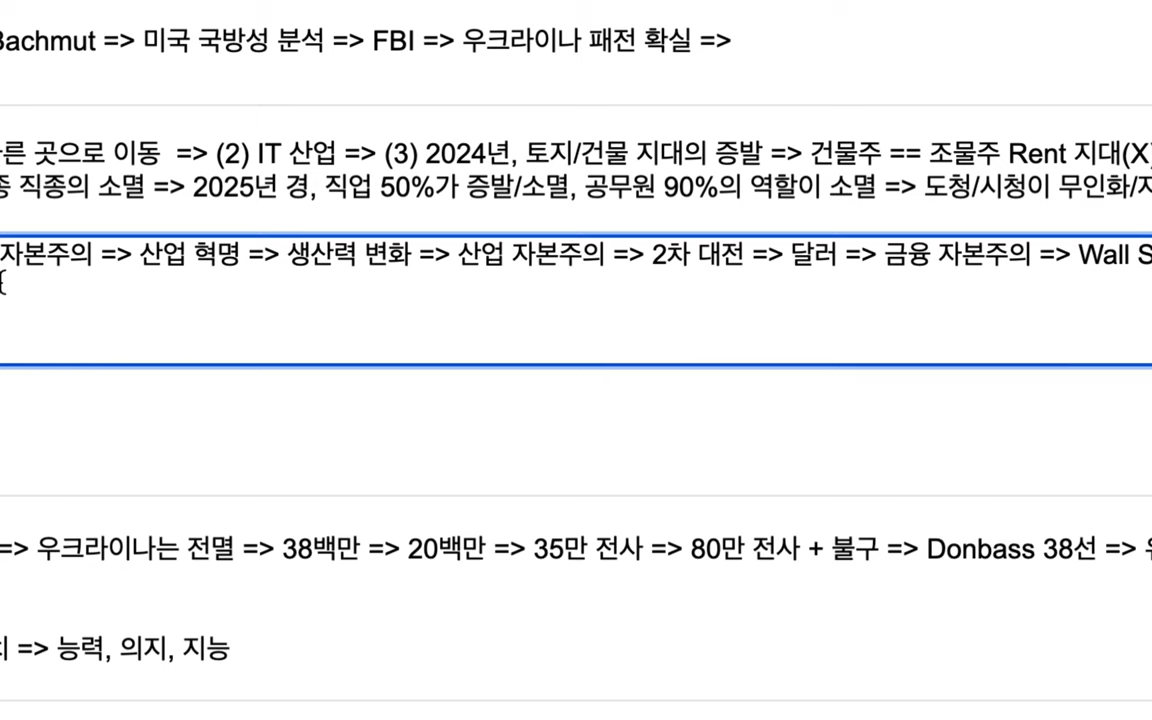 Bachmut => 미국 국방성 분석 => FBI => 우크라이나 패전 확실 =>
른 곳으로 이동 => (2) IT 산업 => (3) 2024년, 토지/건물 지대의 증발 => 건물주 == 조물주 Rent 지대(X)
종 직종의 소멸 => 2025년 경, 직업 50%가 증발/소멸, 공무원 90%의 역할이 소멸 => 도청/시청이 무인화/
자본주의 => 산업 혁명 => 생산력 변화 => 산업 자본주의 => 2차 대전 => 달러 => 금융 자본주의 => Wall S
=> 우크라이나는 전멸 => 38백만 => 20백만 => 35만 전사 => 80만 전사 + 불구 => Donbass 38선 =>
=> 능력, 의지, 지능